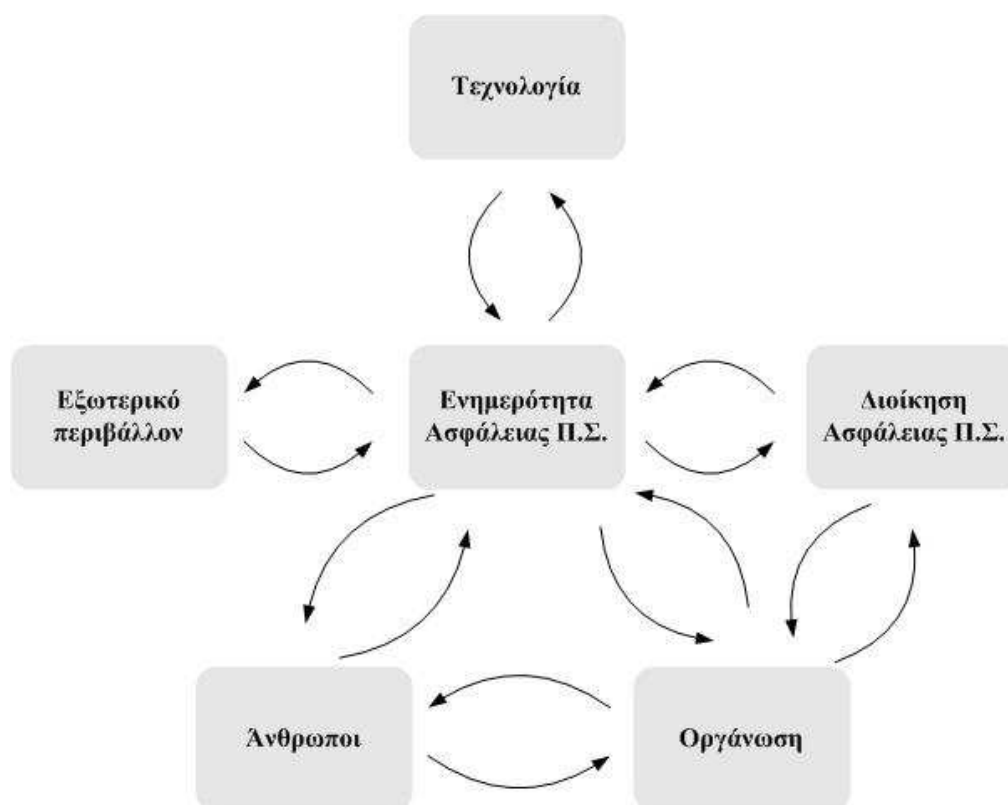 Τεχνολογία
Εξωτερικό
περιβάλλον
Ενημερότητα
Ασφάλειας Π.Σ.
Διοίκηση
Ασφάλειας Π.Σ.
Άνθρωποι
Οργάνωση